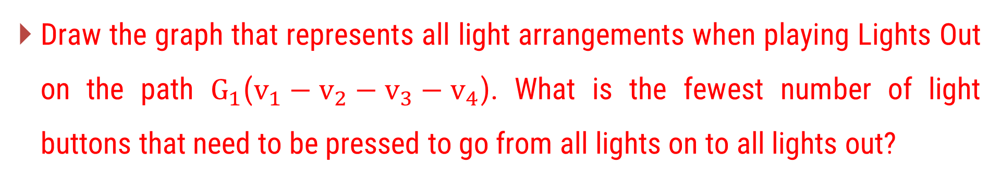 Draw the graph that represents all light arrangements when playing Lights Out
on the path G₁(v₁ − v₂ − v₃ − v₄). What is the fewest number of light
buttons that need to be pressed to go from all lights on to all lights out?